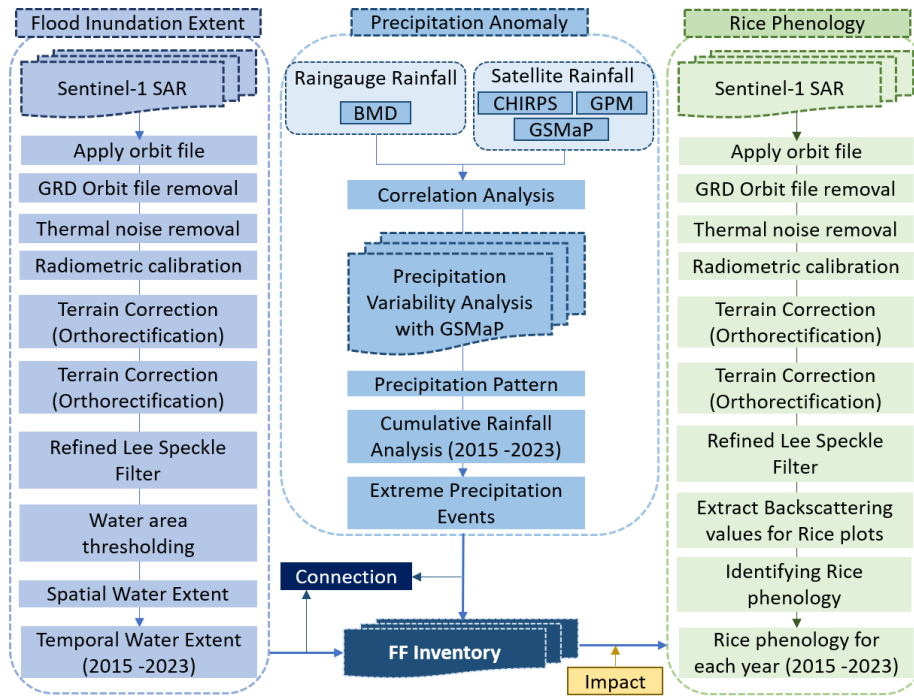 Flood Inundation Extent
Sentinel-1 SAR
Apply orbit file
GRD Orbit file removal
Thermal noise removal
Radiometric calibration
Terrain Correction
(Orthorectification)
Terrain Correction
(Orthorectification)
Refined Lee Speckle
Filter
Water area
thresholding
Spatial Water Extent
Temporal Water Extent
(2015 -2023)
Precipitation Anomaly
Raingauge Rainfall
BMD
Satellite Rainfall
CHIRPS
GPM
GSMaP
Correlation Analysis
Precipitation
Variability Analysis
with GSMaP
Precipitation Pattern
Cumulative Rainfall
Analysis (2015 -2023)
Extreme Precipitation
Events
Connection
FF Inventory
Impact
Rice Phenology
Sentinel-1 SAR
Apply orbit file
GRD Orbit file removal
Thermal noise removal
Radiometric calibration
Terrain Correction
(Orthorectification)
Terrain Correction
(Orthorectification)
Refined Lee Speckle
Filter
Extract Backscattering
values for Rice plots
Identifying Rice
phenology
Rice phenology for
each year (2015 -2023)